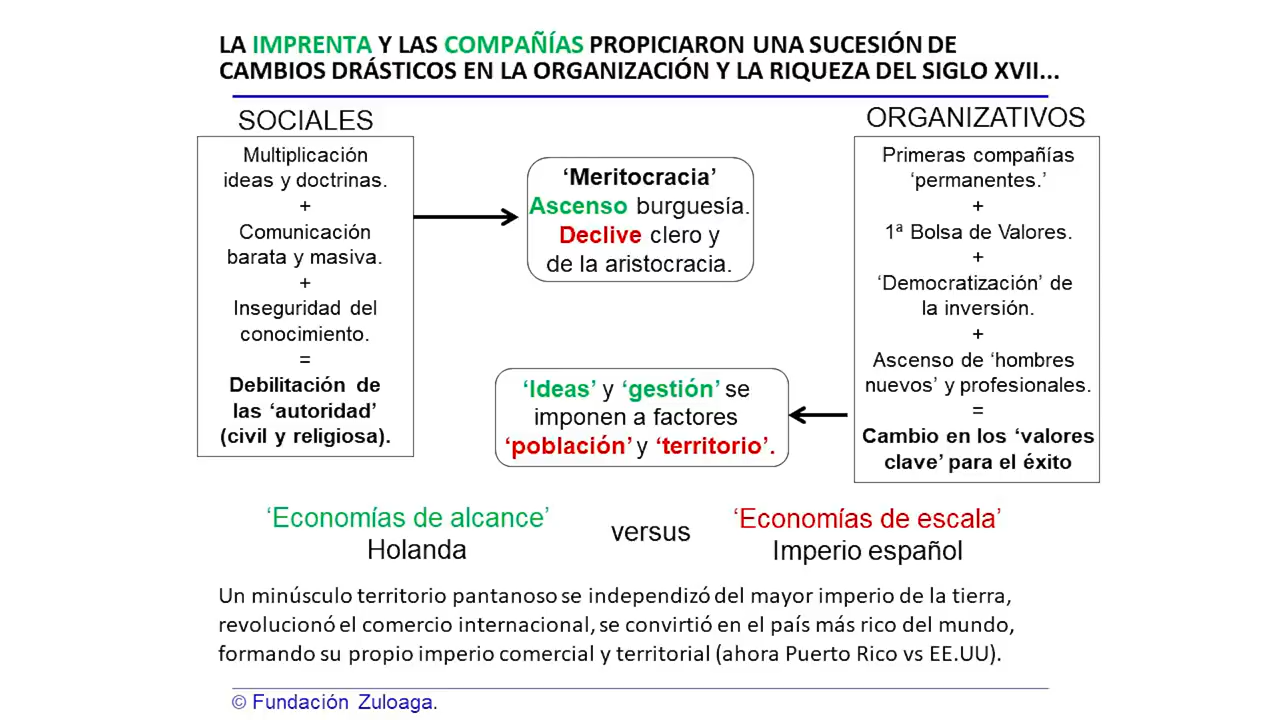 LA IMPRENTA Y LAS COMPAÑÍAS PROPICIARON UNA SUCESIÓN DE
CAMBIOS DRÁSTICOS EN LA ORGANIZACIÓN Y LA RIQUEZA DEL SIGLO XVII...
SOCIALES
Multiplicación
ideas y doctrinas.
+
Comunicación
barata y masiva.
+
Inseguridad del
conocimiento.
=
Debilitación de
las ‘autoridad’
(civil y religiosa).
‘Meritocracia’
Ascenso burguesía.
Declive clero y
de la aristocracia.
ORGANIZATIVOS
Primeras compañías
‘permanentes.’
+
1ª Bolsa de Valores.
+
‘Democratización’ de
la inversión.
+
Ascenso de ‘hombres
nuevos’ y profesionales.
=
Cambio en los ‘valores
clave’ para el éxito
‘Ideas’ y ‘gestión’ se
imponen a factores
‘población’ y ‘territorio’.
‘Economías de alcance’
Holanda
versus
‘Economías de escala’
Imperio español
Un minúsculo territorio pantanoso se independizó del mayor imperio de la tierra,
revolucionó el comercio internacional, se convirtió en el país más rico del mundo,
formando su propio imperio comercial y territorial (ahora Puerto Rico vs EE.UU).
© Fundación Zuloaga.